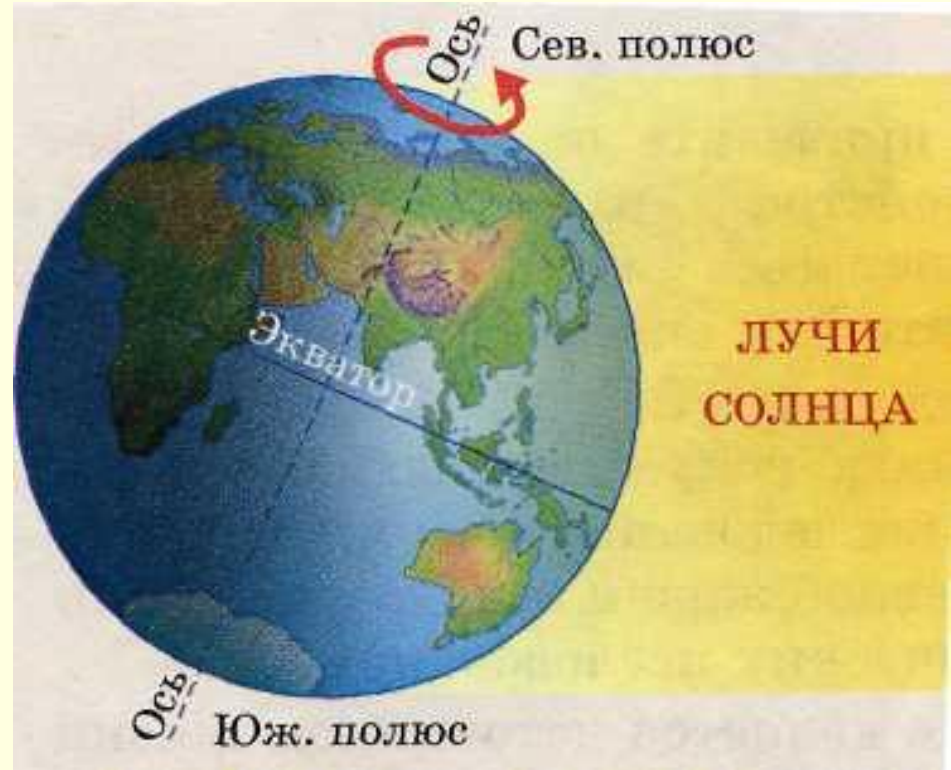 Ось
Сев. полюс
Экватор
ЛУЧИ
СОЛНЦА
Ось
Юж. полюс